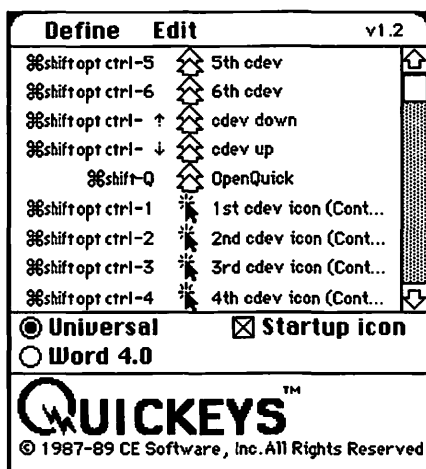 Define Edit v1.2
⌘shift opt ctrl-5 5th cdev
⌘shift opt ctrl-6 6th cdev
⌘shift opt ctrl- ↑ cdev down
⌘shift opt ctrl- ↓ cdev up
⌘shift-Q OpenQuick
⌘shift opt ctrl-1 1st cdev icon (Cont...
⌘shift opt ctrl-2 2nd cdev icon (Cont...
⌘shift opt ctrl-3 3rd cdev icon (Cont...
⌘shift opt ctrl-4 4th cdev icon (Cont...
Universal Startup icon
Word 4.0
QUICKEYS™
© 1987-89 CE Software, Inc. All Rights Reserved